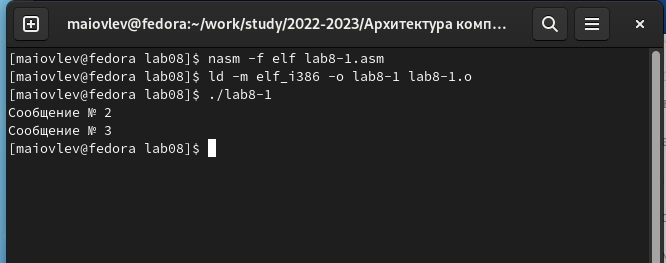 maiovlev@fedora:~/work/study/2022-2023/Архитектура комп...
[maiovlev@fedora lab08]$ nasm -f elf lab8-1.asm
[maiovlev@fedora lab08]$ ld -m elf_i386 -o lab8-1 lab8-1.o
[maiovlev@fedora lab08]$ ./lab8-1
Сообщение № 2
Сообщение № 3
[maiovlev@fedora lab08]$